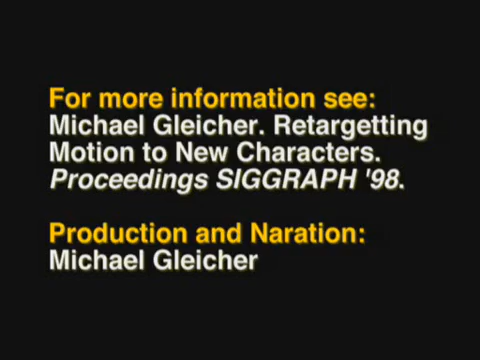 For more information see:
Michael Gleicher. Retargetting
Motion to New Characters.
Proceedings SIGGRAPH '98.
Production and Naration:
Michael Gleicher